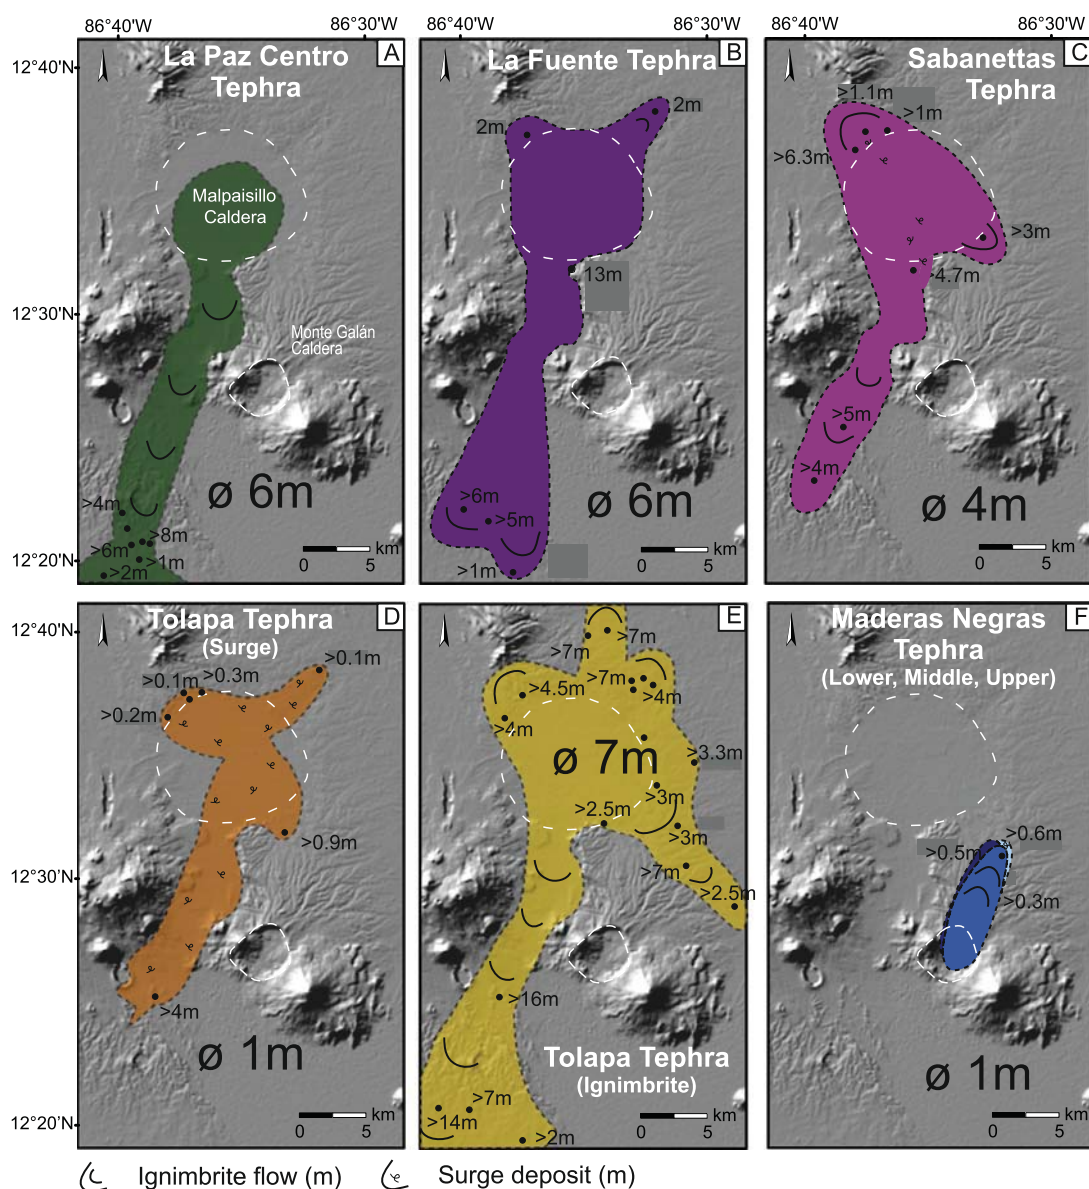 86°40'W
86°30'W
86°40'W
86°30'W
86°40'W
86°30'W
12°40'N
12°30'N
12°20'N
La Paz Centro
Tephra
A
Malpaisillo
Caldera
Monte Galán
Caldera
>4m
>8m
>6m
>1m
>2m
ø 6m
km
0
5
La Fuente Tephra
B
2m
2m
13m
>6m
>5m
>1m
ø 6m
km
0
5
Sabanettas
Tephra
C
>1.1m
>1m
>6.3m
>3m
>4.7m
>5m
>4m
ø 4m
km
0
5
12°40'N
12°30'N
12°20'N
Tolapa Tephra
(Surge)
D
>0.1m
>0.3m
>0.1m
>0.2m
>0.9m
>4m
ø 1m
km
0
5
E
>7m
>7m
>7m
>4.5m
>4m
>4m
ø 7m
>3.3m
>3m
>2.5m
>3m
>7m
>2.5m
>16m
Tolapa Tephra
(Ignimbrite)
>7m
>14m
>2m
km
0
5
Maderas Negras
Tephra
(Lower, Middle, Upper)
F
>0.6m
>0.5m
>0.3m
ø 1m
km
0
5
Ignimbrite flow (m)
Surge deposit (m)